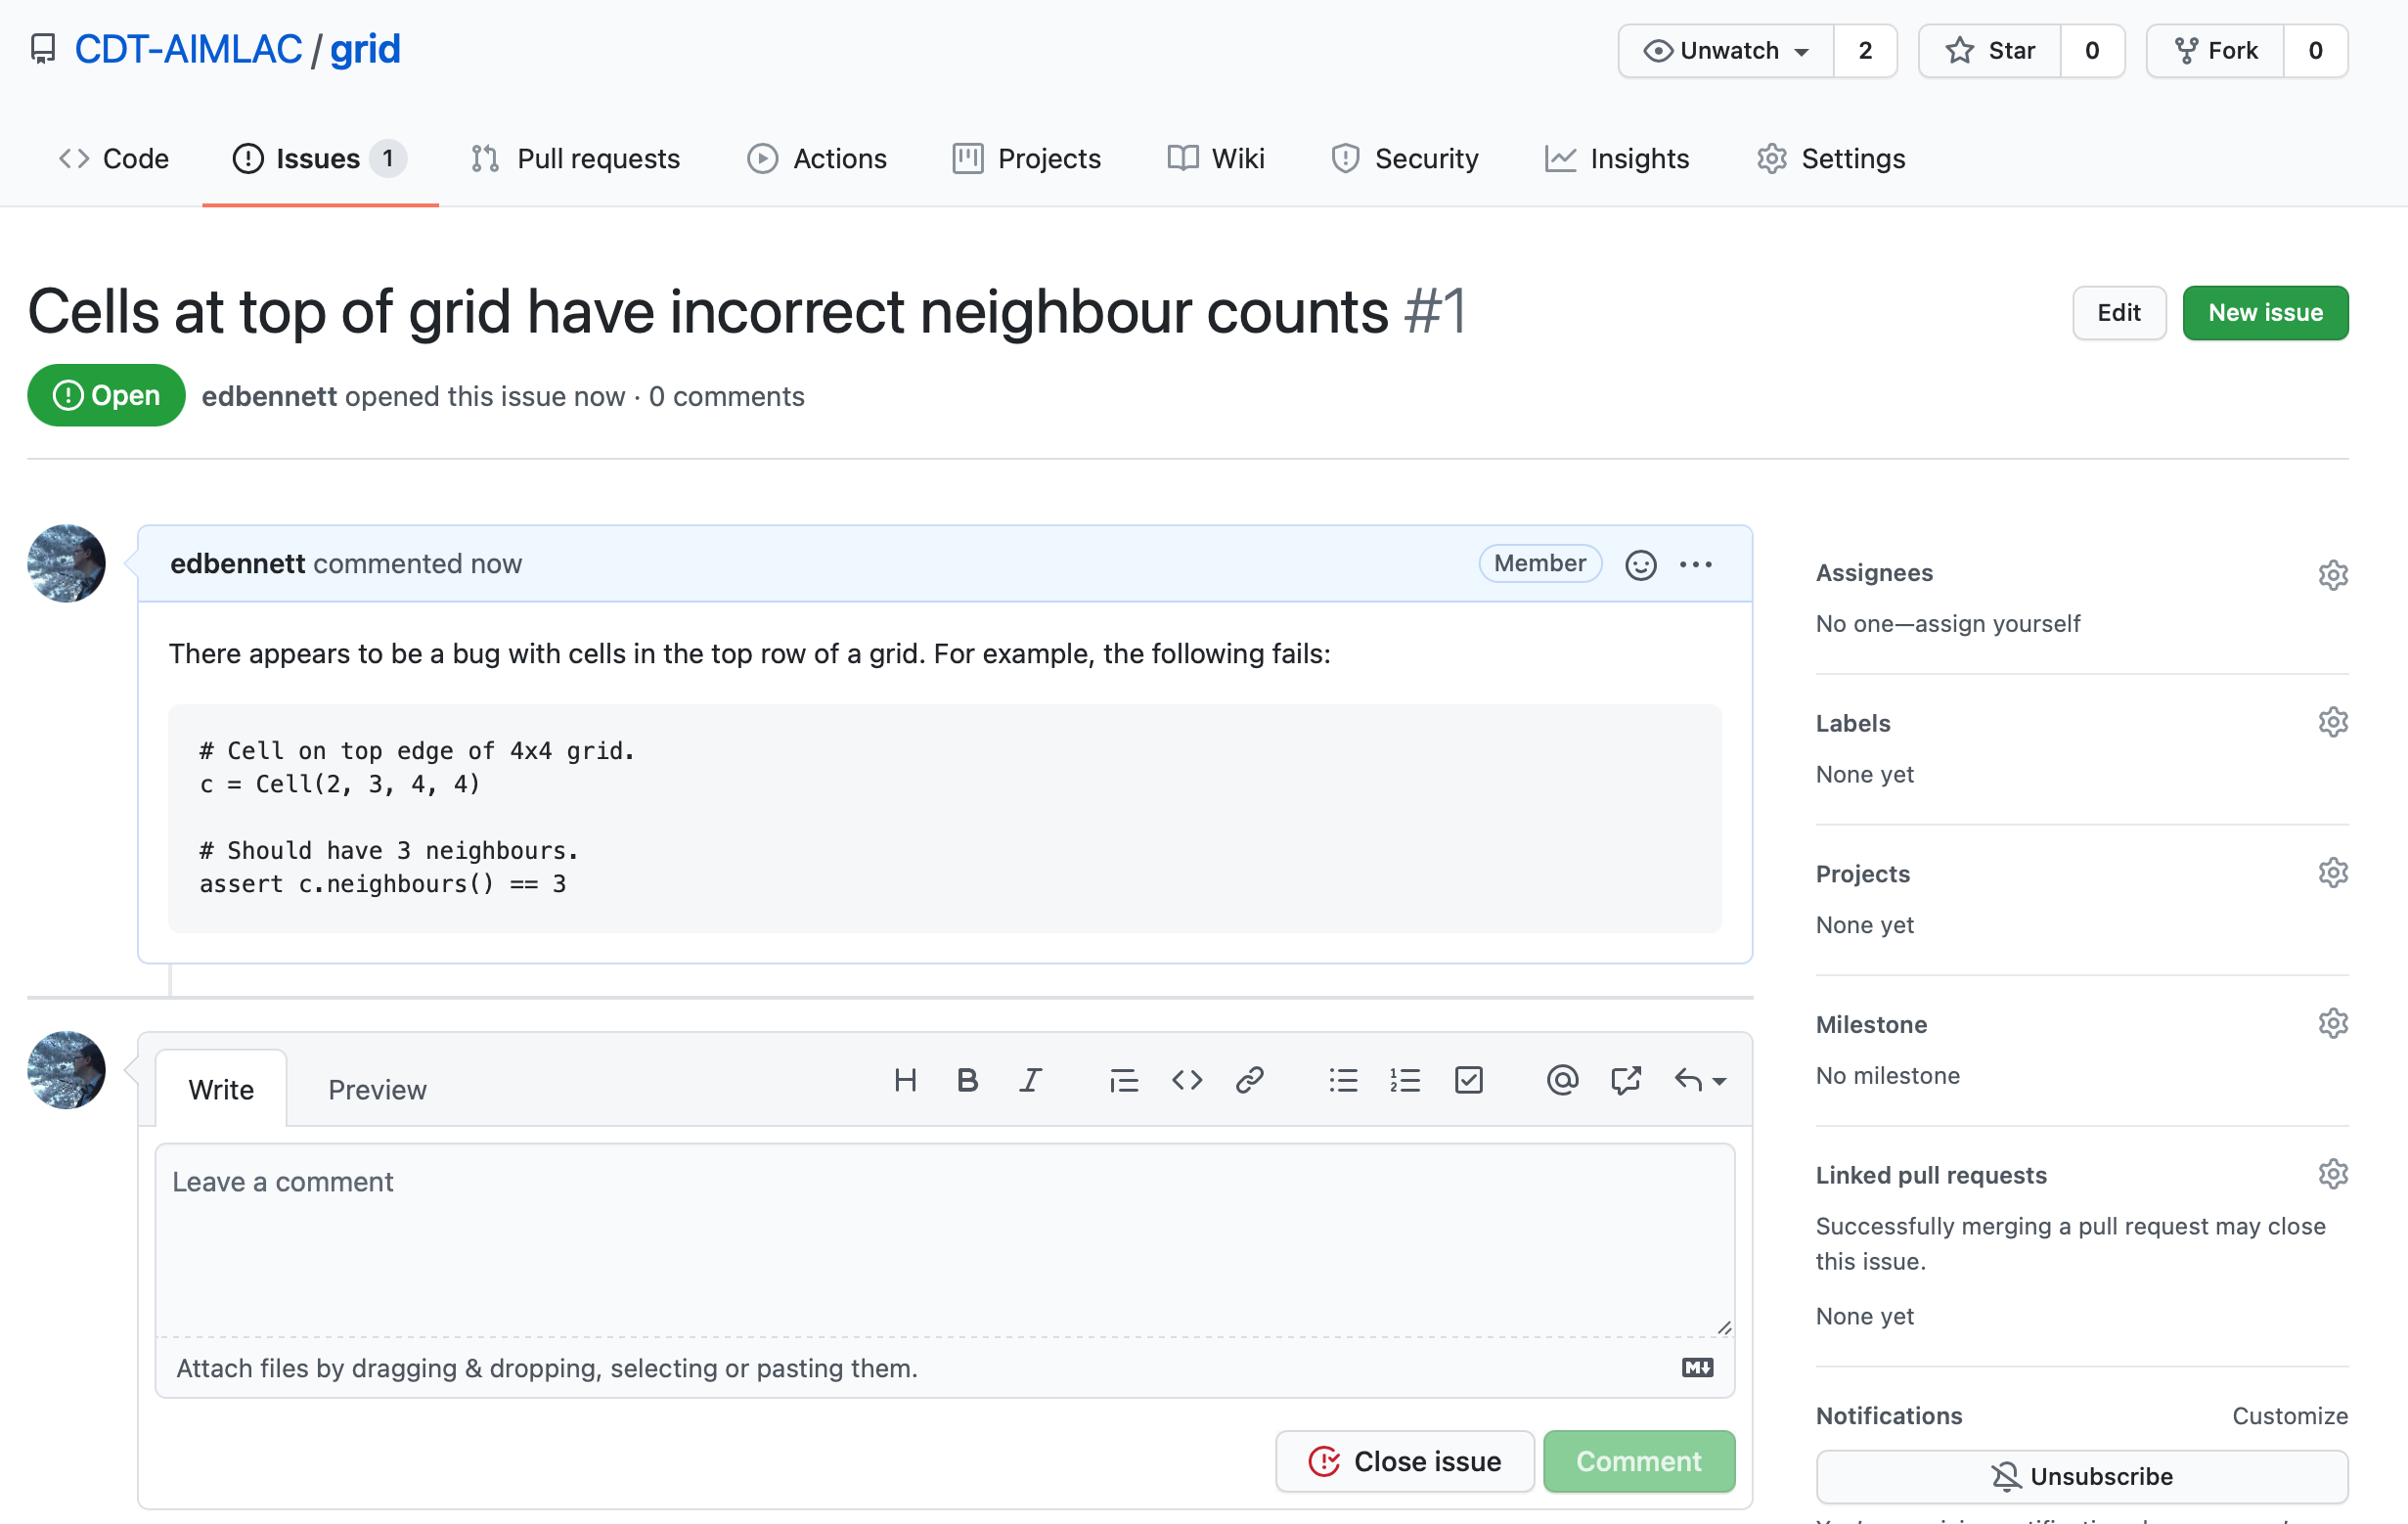 CDT-AIMLAC / grid
Unwatch 2
Star 0
Fork 0
Code
Issues 1
Pull requests
Actions
Projects
Wiki
Security
Insights
Settings
Cells at top of grid have incorrect neighbour counts #1
Edit
New issue
Open
edbennett opened this issue now · 0 comments
edbennett commented now
Member
There appears to be a bug with cells in the top row of a grid. For example, the following fails:
# Cell on top edge of 4x4 grid.
c = Cell(2, 3, 4, 4)
# Should have 3 neighbours.
assert c.neighbours() == 3
Write
Preview
Leave a comment
Attach files by dragging & dropping, selecting or pasting them.
Close issue
Comment
Assignees
No one—assign yourself
Labels
None yet
Projects
None yet
Milestone
No milestone
Linked pull requests
Successfully merging a pull request may close
this issue.
None yet
Notifications
Customize
Unsubscribe